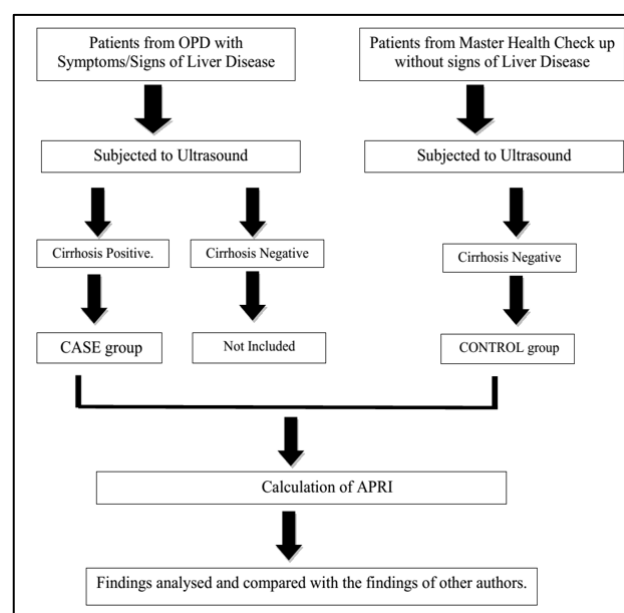 Patients from OPD with
Symptoms/Signs of Liver Disease
Patients from Master Health Check up
without signs of Liver Disease
Subjected to Ultrasound
Subjected to Ultrasound
Cirrhosis Positive.
Cirrhosis Negative
Cirrhosis Negative
CASE group
Not Included
CONTROL group
Calculation of APRI
Findings analysed and compared with the findings of other authors.